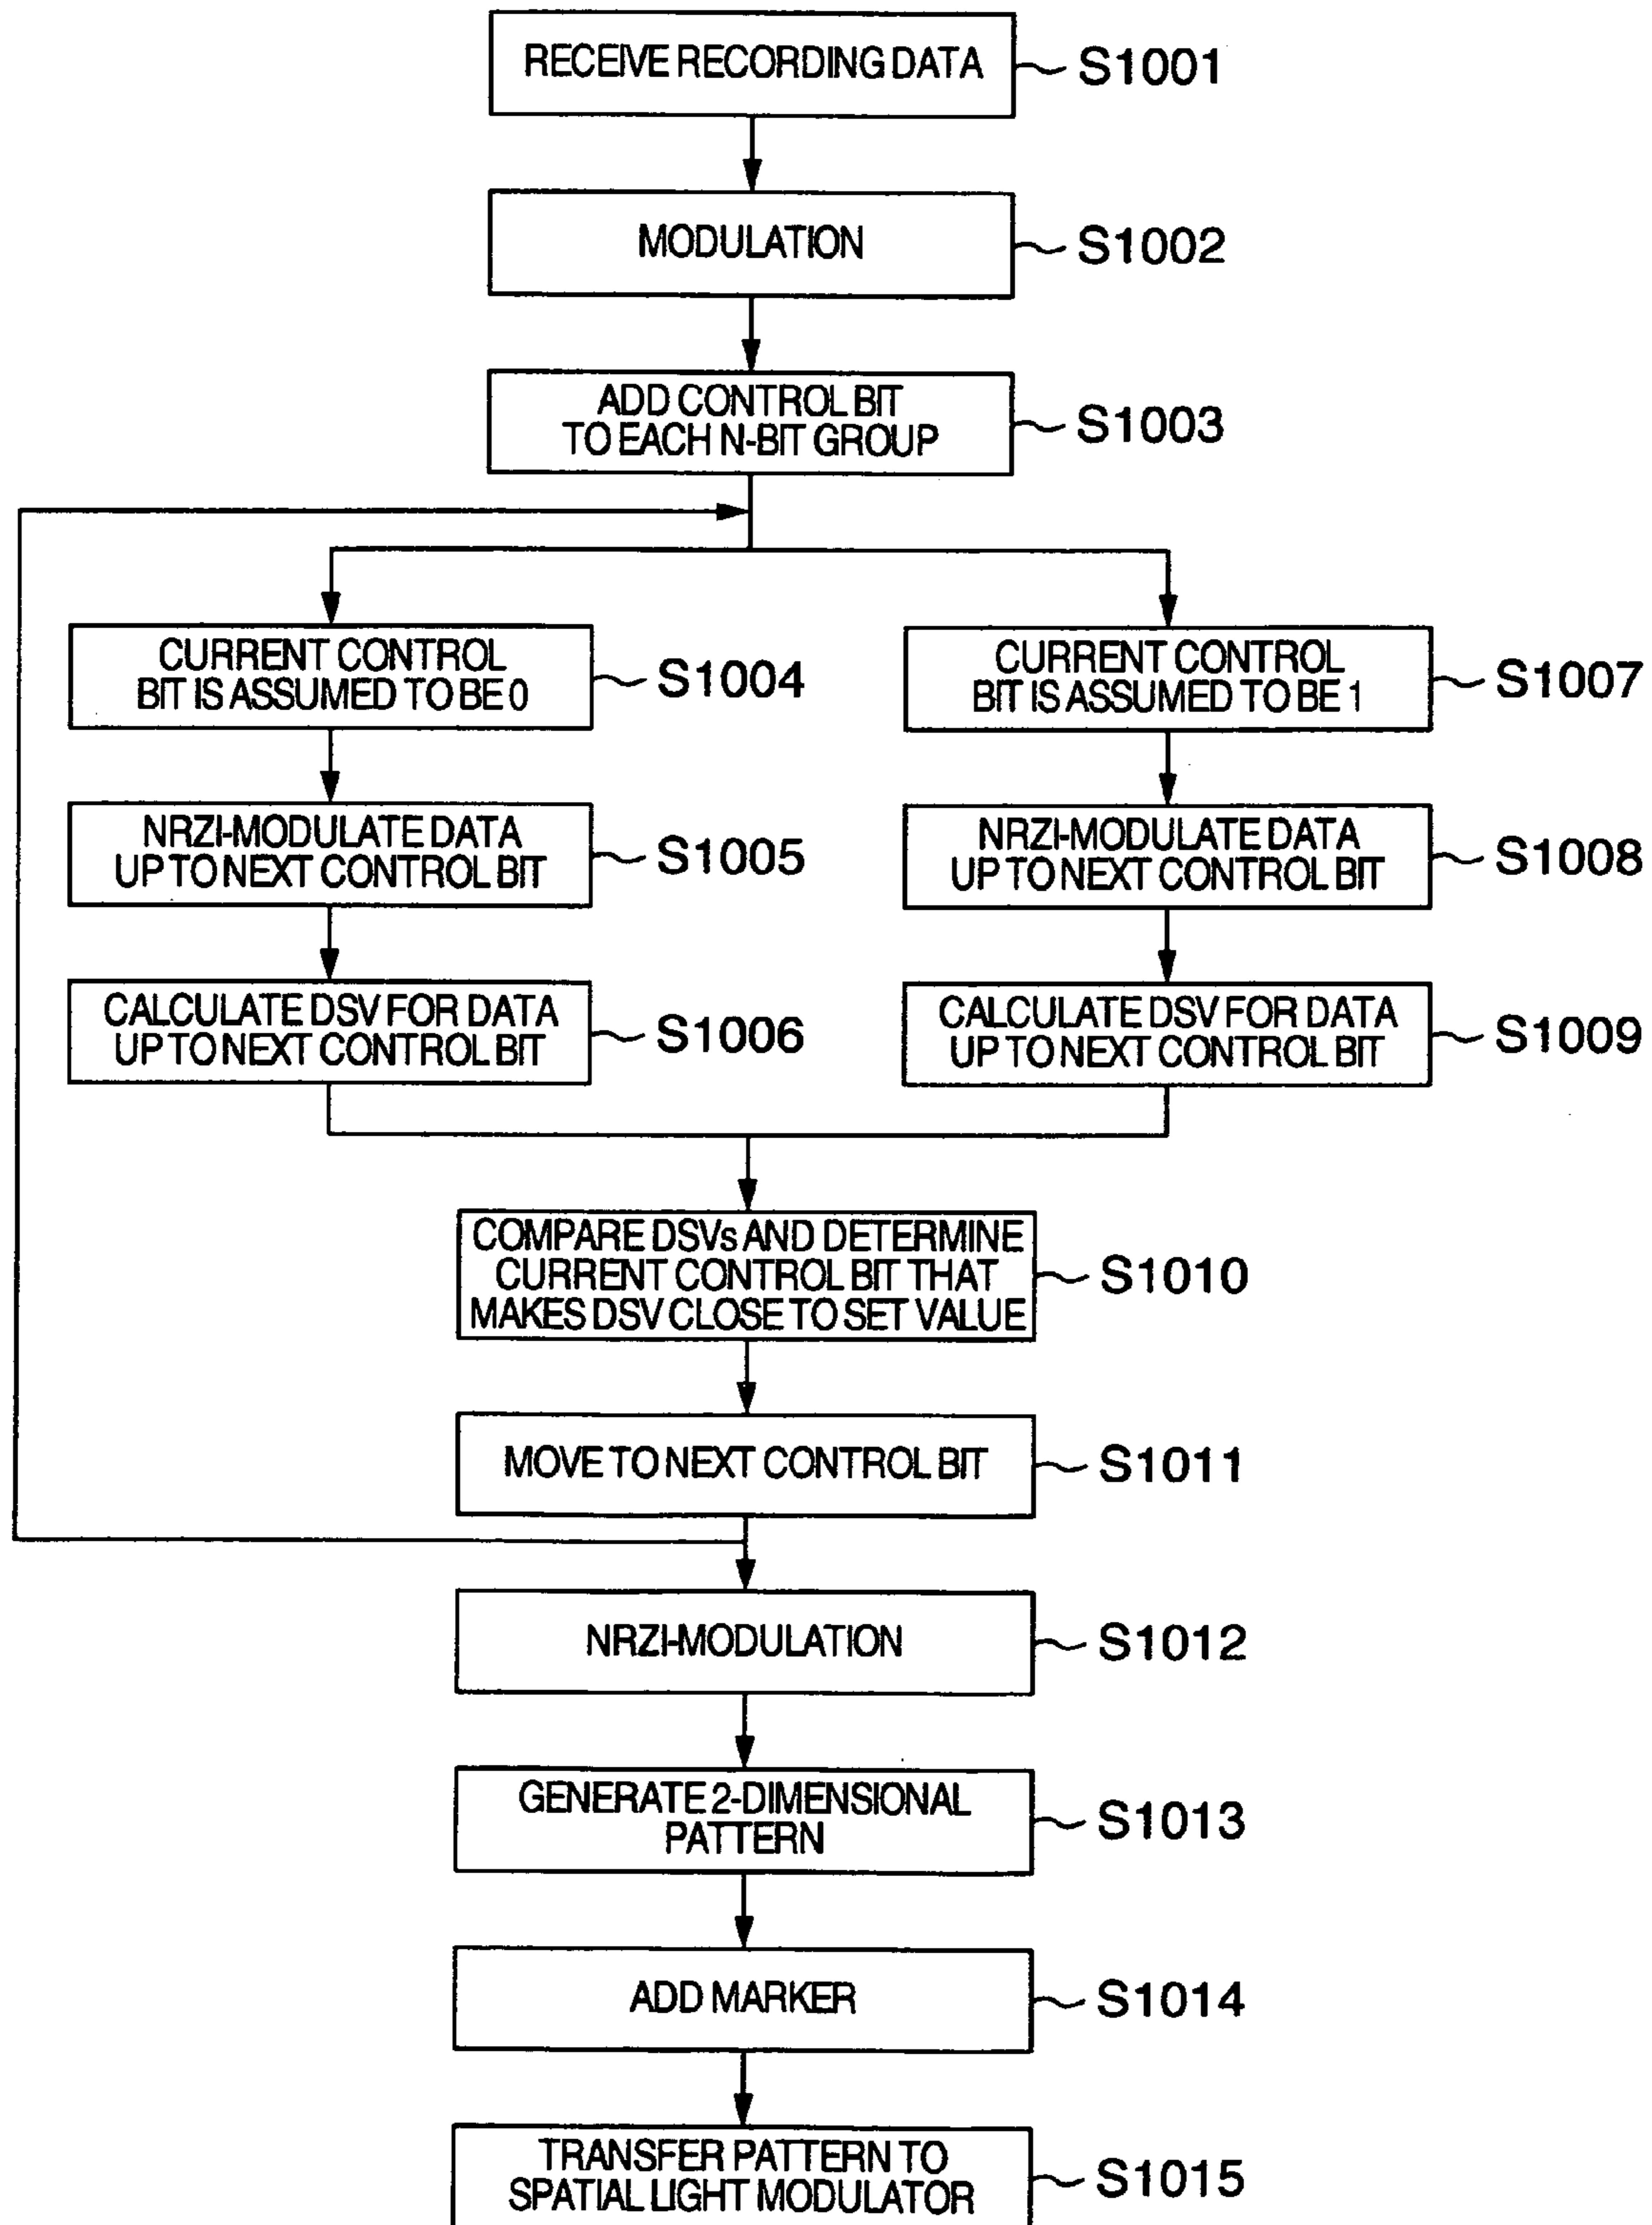 RECEIVE RECORDING DATA
S1001
MODULATION
S1002
ADD CONTROL BIT
TO EACH N-BIT GROUP
S1003
CURRENT CONTROL
BIT IS ASSUMED TO BE 0
S1004
CURRENT CONTROL
BIT IS ASSUMED TO BE 1
S1007
NRZI-MODULATE DATA
UP TO NEXT CONTROL BIT
S1005
NRZI-MODULATE DATA
UP TO NEXT CONTROL BIT
S1008
CALCULATE DSV FOR DATA
UP TO NEXT CONTROL BIT
S1006
CALCULATE DSV FOR DATA
UP TO NEXT CONTROL BIT
S1009
COMPARE DSVs AND DETERMINE
CURRENT CONTROL BIT THAT
MAKES DSV CLOSE TO SET VALUE
S1010
MOVE TO NEXT CONTROL BIT
S1011
NRZI-MODULATION
S1012
GENERATE 2-DIMENSIONAL
PATTERN
S1013
ADD MARKER
S1014
TRANSFER PATTERN TO
SPATIAL LIGHT MODULATOR
S1015